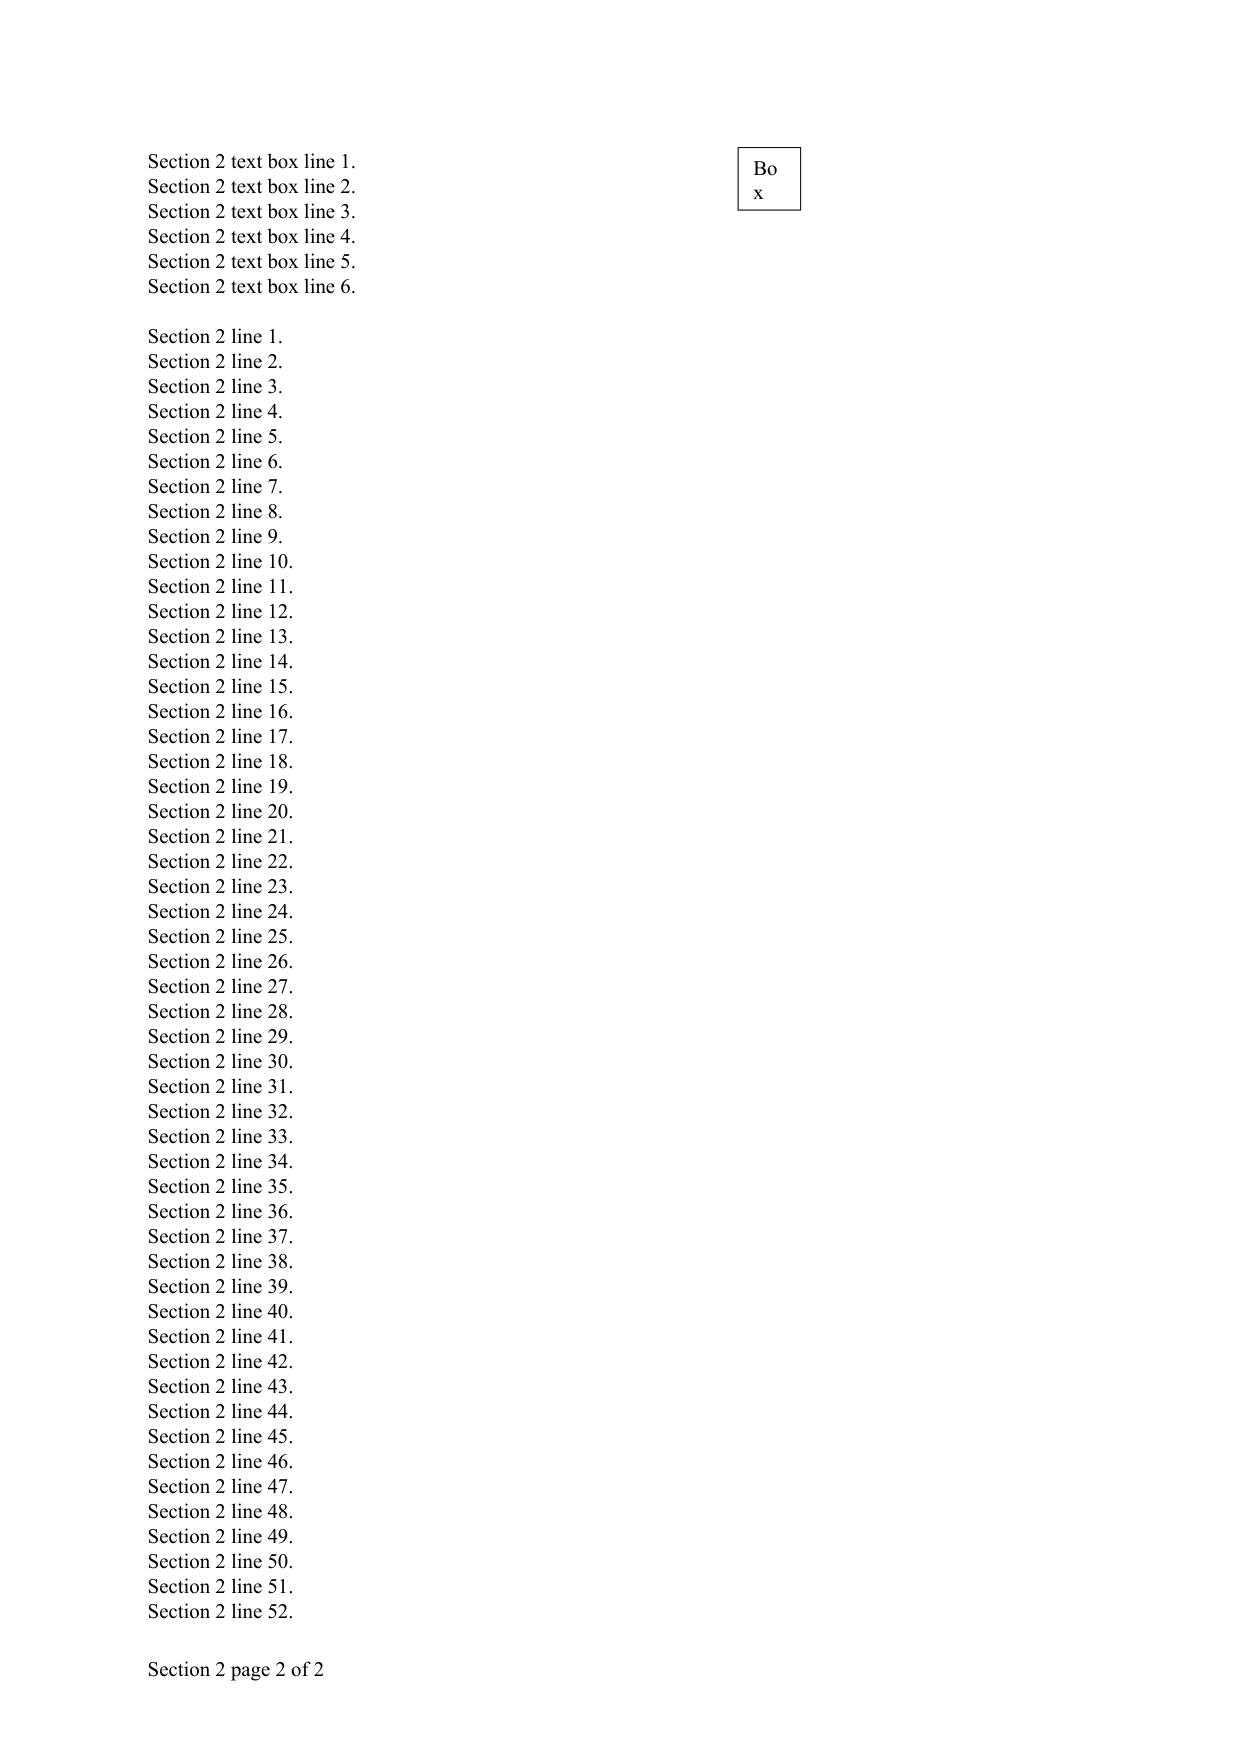 Section 2 text box line 1.
Section 2 text box line 2.
Section 2 text box line 3.
Section 2 text box line 4.
Section 2 text box line 5.
Section 2 text box line 6.
Bo
x
Section 2 line 1.
Section 2 line 2.
Section 2 line 3.
Section 2 line 4.
Section 2 line 5.
Section 2 line 6.
Section 2 line 7.
Section 2 line 8.
Section 2 line 9.
Section 2 line 10.
Section 2 line 11.
Section 2 line 12.
Section 2 line 13.
Section 2 line 14.
Section 2 line 15.
Section 2 line 16.
Section 2 line 17.
Section 2 line 18.
Section 2 line 19.
Section 2 line 20.
Section 2 line 21.
Section 2 line 22.
Section 2 line 23.
Section 2 line 24.
Section 2 line 25.
Section 2 line 26.
Section 2 line 27.
Section 2 line 28.
Section 2 line 29.
Section 2 line 30.
Section 2 line 31.
Section 2 line 32.
Section 2 line 33.
Section 2 line 34.
Section 2 line 35.
Section 2 line 36.
Section 2 line 37.
Section 2 line 38.
Section 2 line 39.
Section 2 line 40.
Section 2 line 41.
Section 2 line 42.
Section 2 line 43.
Section 2 line 44.
Section 2 line 45.
Section 2 line 46.
Section 2 line 47.
Section 2 line 48.
Section 2 line 49.
Section 2 line 50.
Section 2 line 51.
Section 2 line 52.
Section 2 page 2 of 2